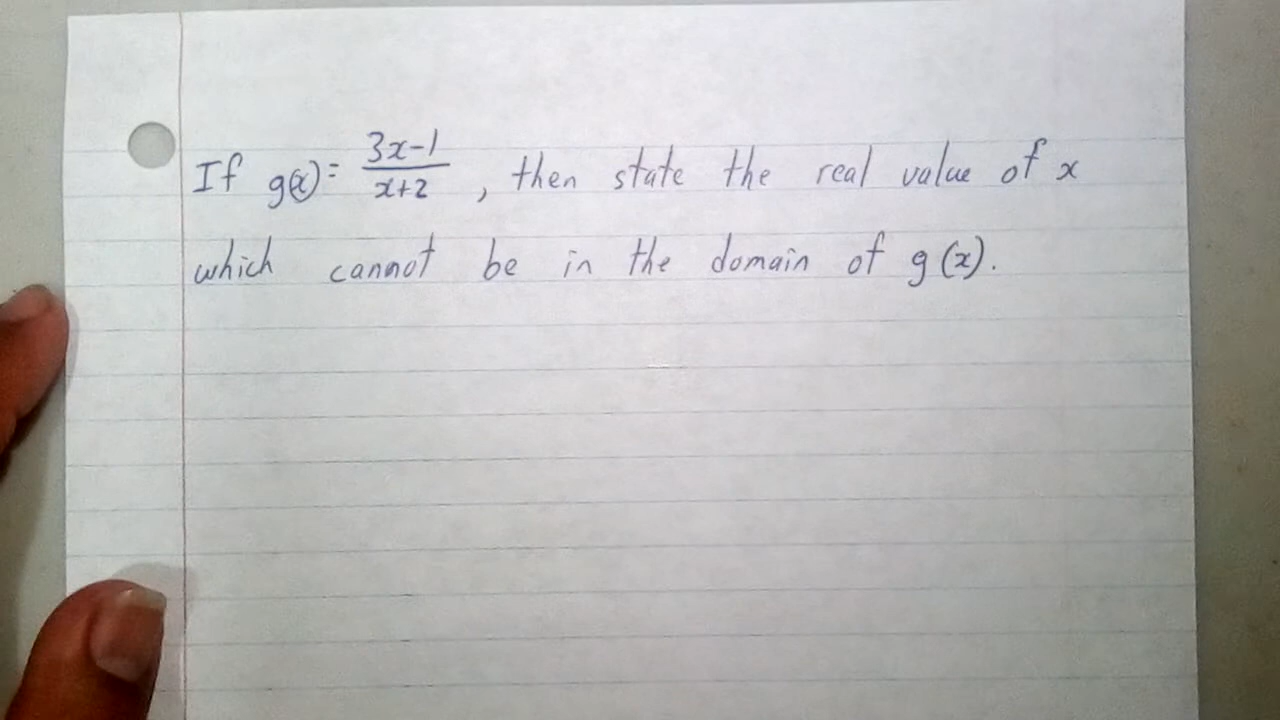 If g(x) = 3x-1/x+2 , then state the real value of x
which cannot be in the domain of g(x).